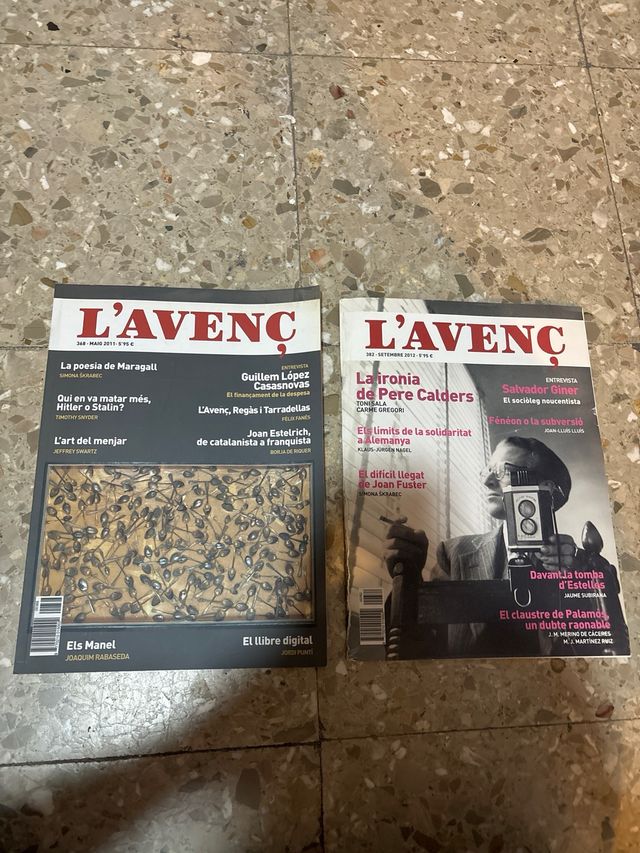 L'AVENÇ
368 · MAIG 2011 · 5'95 €
La poesia de Maragall
SIMONA ŠKRABEC
Qui en va matar més,
Hitler o Stalin?
TIMOTHY SNYDER
L'art del menjar
JEFFREY SWARTZ
ENTREVISTA
Guillem López
Casasnovas
El finançament de la despesa
L'Avenç, Regàs i Tarradellas
FÈLIX FANÉS
Joan Estelrich,
de catalanista a franquista
BORJA DE RIQUER
Els Manel
JOAQUIM RABASEDA
El llibre digital
JORDI PUNTÍ
L'AVENÇ
382 · SETEMBRE 2012 · 5'95 €
La ironia
de Pere Calders
TONI SALA
CARME GREGORI
Els límits de la solidaritat
a Alemanya
KLAUS-JÜRGEN NAGEL
El difícil llegat
de Joan Fuster
SIMONA ŠKRABEC
ENTREVISTA
Salvador Giner
El sociòleg noucentista
Fénéon o la subversió
JOAN-LLUÍS LLUÍS
Davant la tomba
d'Estellés
JAUME SUBIRANA
El claustre de Palamós,
un dubte raonable
J. M. MERINO DE CÁCERES
M. J. MARTÍNEZ RUIZ